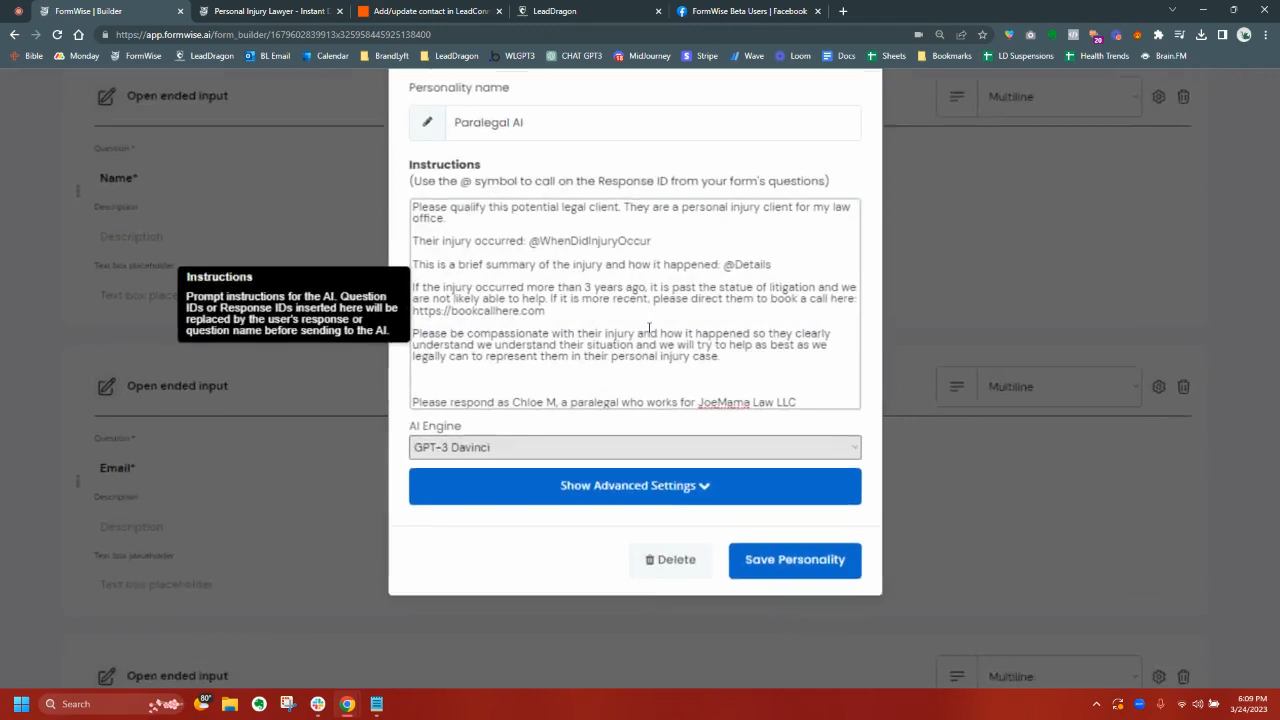 FormWise | Builder
Personal Injury Lawyer - Instant D
Add/update contact in LeadConn
LeadDragon
FormWise Beta Users | Facebook
https://app.formwise.ai/form_builder/1679602839913x325958445925138400
Bible
Monday
FormWise
LeadDragon
BL Email
Calendar
BrandLyft
LeadDragon
WLGPT3
CHAT GPT3
MidJourney
Stripe
Wave
Loom
Docs
Sheets
Bookmarks
LD Suspensions
Health Trends
Brain.FM
Open ended input
Multiline
Question*
Name*
Description
Description
Text box placeholder
Personality name
Paralegal AI
Instructions
(Use the @ symbol to call on the Response ID from your form's questions)
Please qualify this potential legal client. They are a personal injury client for my law
office.
Their injury occurred: @WhenDidInjuryOccur
This is a brief summary of the injury and how it happened: @Details
If the injury occurred more than 3 years ago, it is past the statue of litigation and we
are not likely able to help. If it is more recent, please direct them to book a call here:
https://bookcallhere.com
Please be compassionate with their injury and how it happened so they clearly
understand we understand their situation and we will try to help as best as we
legally can to represent them in their personal injury case.
Please respond as Chloe M, a paralegal who works for JoeMama Law LLC
Instructions
Prompt instructions for the AI. Question
IDs or Response IDs inserted here will be
replaced by the user's response or
question name before sending to the AI.
AI Engine
GPT-3 Davinci
Show Advanced Settings
Delete
Save Personality
Open ended input
Multiline
Question*
Email*
Description
Description
Text box placeholder
Text box placeholder
Open ended input
Multiline
Search
80°
6:09 PM
3/24/2023